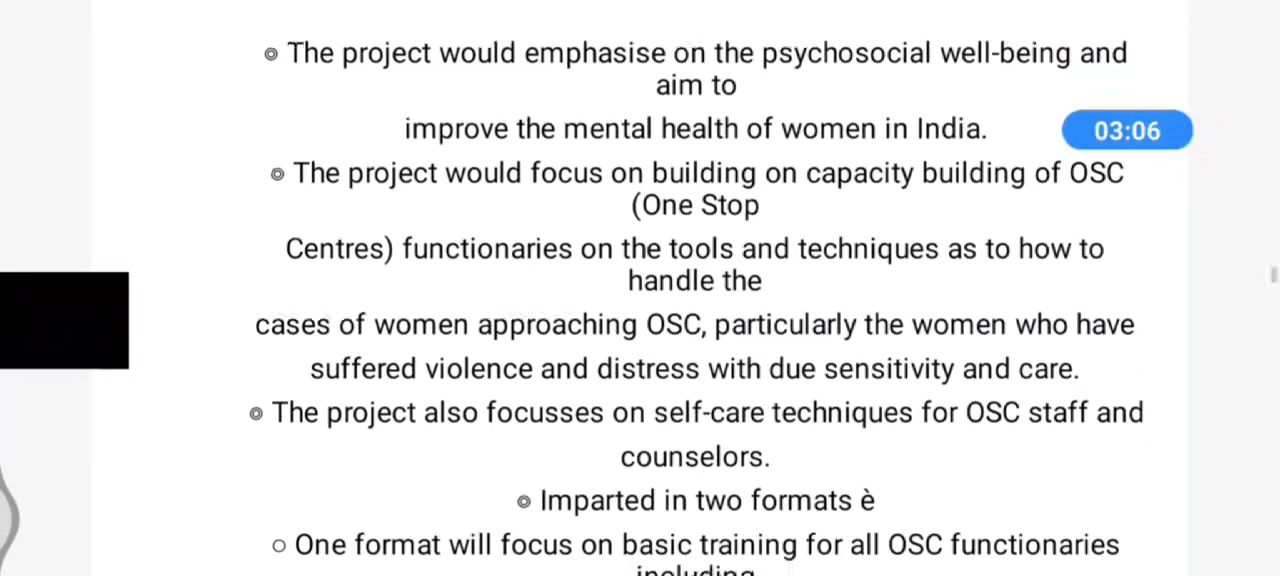 ◎ The project would emphasise on the psychosocial well-being and
aim to
improve the mental health of women in India.
03:06
◎ The project would focus on building on capacity building of OSC
(One Stop
Centres) functionaries on the tools and techniques as to how to
handle the
cases of women approaching OSC, particularly the women who have
suffered violence and distress with due sensitivity and care.
◎ The project also focusses on self-care techniques for OSC staff and
counselors.
◎ Imparted in two formats è
○ One format will focus on basic training for all OSC functionaries
including